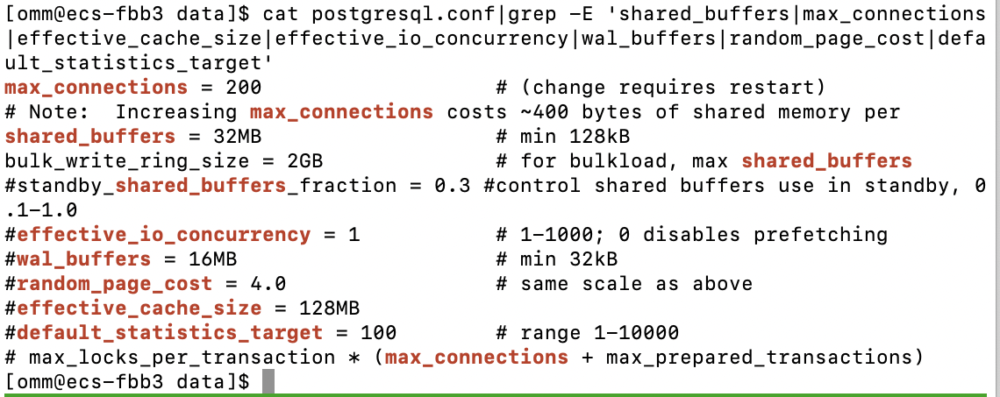 [omm@ecs-fbb3 data]$ cat postgresql.conf|grep -E 'shared_buffers|max_connections
|effective_cache_size|effective_io_concurrency|wal_buffers|random_page_cost|defa
ult_statistics_target'
max_connections = 200                   # (change requires restart)
# Note:  Increasing max_connections costs ~400 bytes of shared memory per
shared_buffers = 32MB                   # min 128kB
bulk_write_ring_size = 2GB              # for bulkload, max shared_buffers
#standby_shared_buffers_fraction = 0.3 #control shared buffers use in standby, 0
.1-1.0
#effective_io_concurrency = 1           # 1-1000; 0 disables prefetching
#wal_buffers = 16MB                     # min 32kB
#random_page_cost = 4.0                 # same scale as above
#effective_cache_size = 128MB
#default_statistics_target = 100        # range 1-10000
# max_locks_per_transaction * (max_connections + max_prepared_transactions)
[omm@ecs-fbb3 data]$